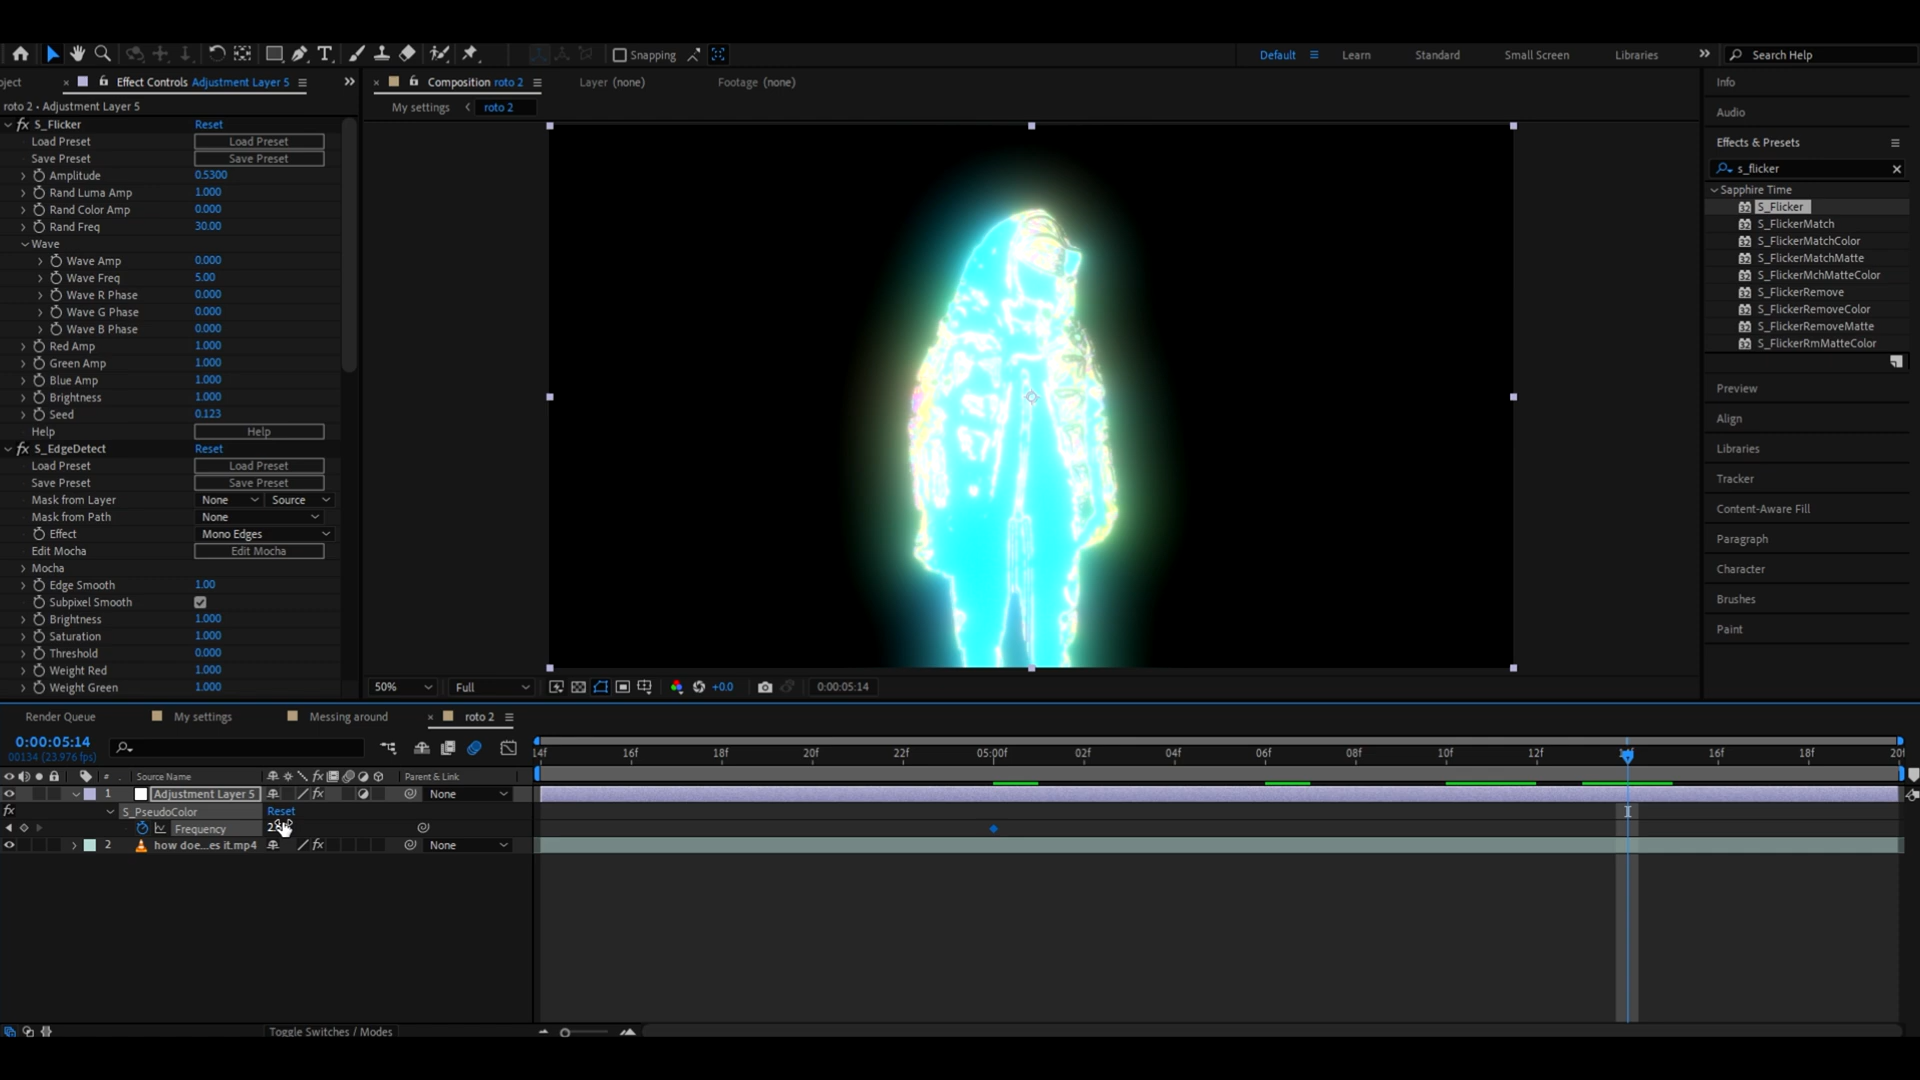 Snapping
Default
Learn
Standard
Small Screen
Libraries
Search Help
oject
Effect Controls Adjustment Layer 5
Composition roto 2
Layer (none)
Footage (none)
Info
roto 2 • Adjustment Layer 5
My settings
roto 2
Audio
S_Flicker Reset
Load Preset Load Preset
Save Preset Save Preset
Amplitude 0.5300
Rand Luma Amp 1.000
Rand Color Amp 0.000
Rand Freq 30.00
Wave
Wave Amp 0.000
Wave Freq 5.00
Wave R Phase 0.000
Wave G Phase 0.000
Wave B Phase 0.000
Red Amp 1.000
Green Amp 1.000
Blue Amp 1.000
Brightness 1.000
Seed 0.123
Help Help
S_EdgeDetect Reset
Load Preset Load Preset
Save Preset Save Preset
Mask from Layer None Source
Mask from Path None
Effect Mono Edges
Edit Mocha Edit Mocha
Mocha
Edge Smooth 1.00
Subpixel Smooth
Brightness 1.000
Saturation 1.000
Threshold 0.000
Weight Red 1.000
Weight Green 1.000
50%
Full
+0.0
0:00:05:14
Effects & Presets
s_flicker
Sapphire Time
S_Flicker
S_FlickerMatch
S_FlickerMatchColor
S_FlickerMatchMatte
S_FlickerMchMatteColor
S_FlickerRemove
S_FlickerRemoveColor
S_FlickerRemoveMatte
S_FlickerRmMatteColor
Preview
Align
Libraries
Tracker
Content-Aware Fill
Paragraph
Character
Brushes
Paint
Render Queue
My settings
Messing around
roto 2
0:00:05:14
00134 (23.976 fps)
14f 16f 18f 20f 22f 05:00f 02f 04f 06f 08f 10f 12f 16f 18f 20f
# Source Name
Parent & Link
1 Adjustment Layer 5 None
S_PseudoColor Reset
Frequency
2 how doe...es it.mp4 None
Toggle Switches / Modes